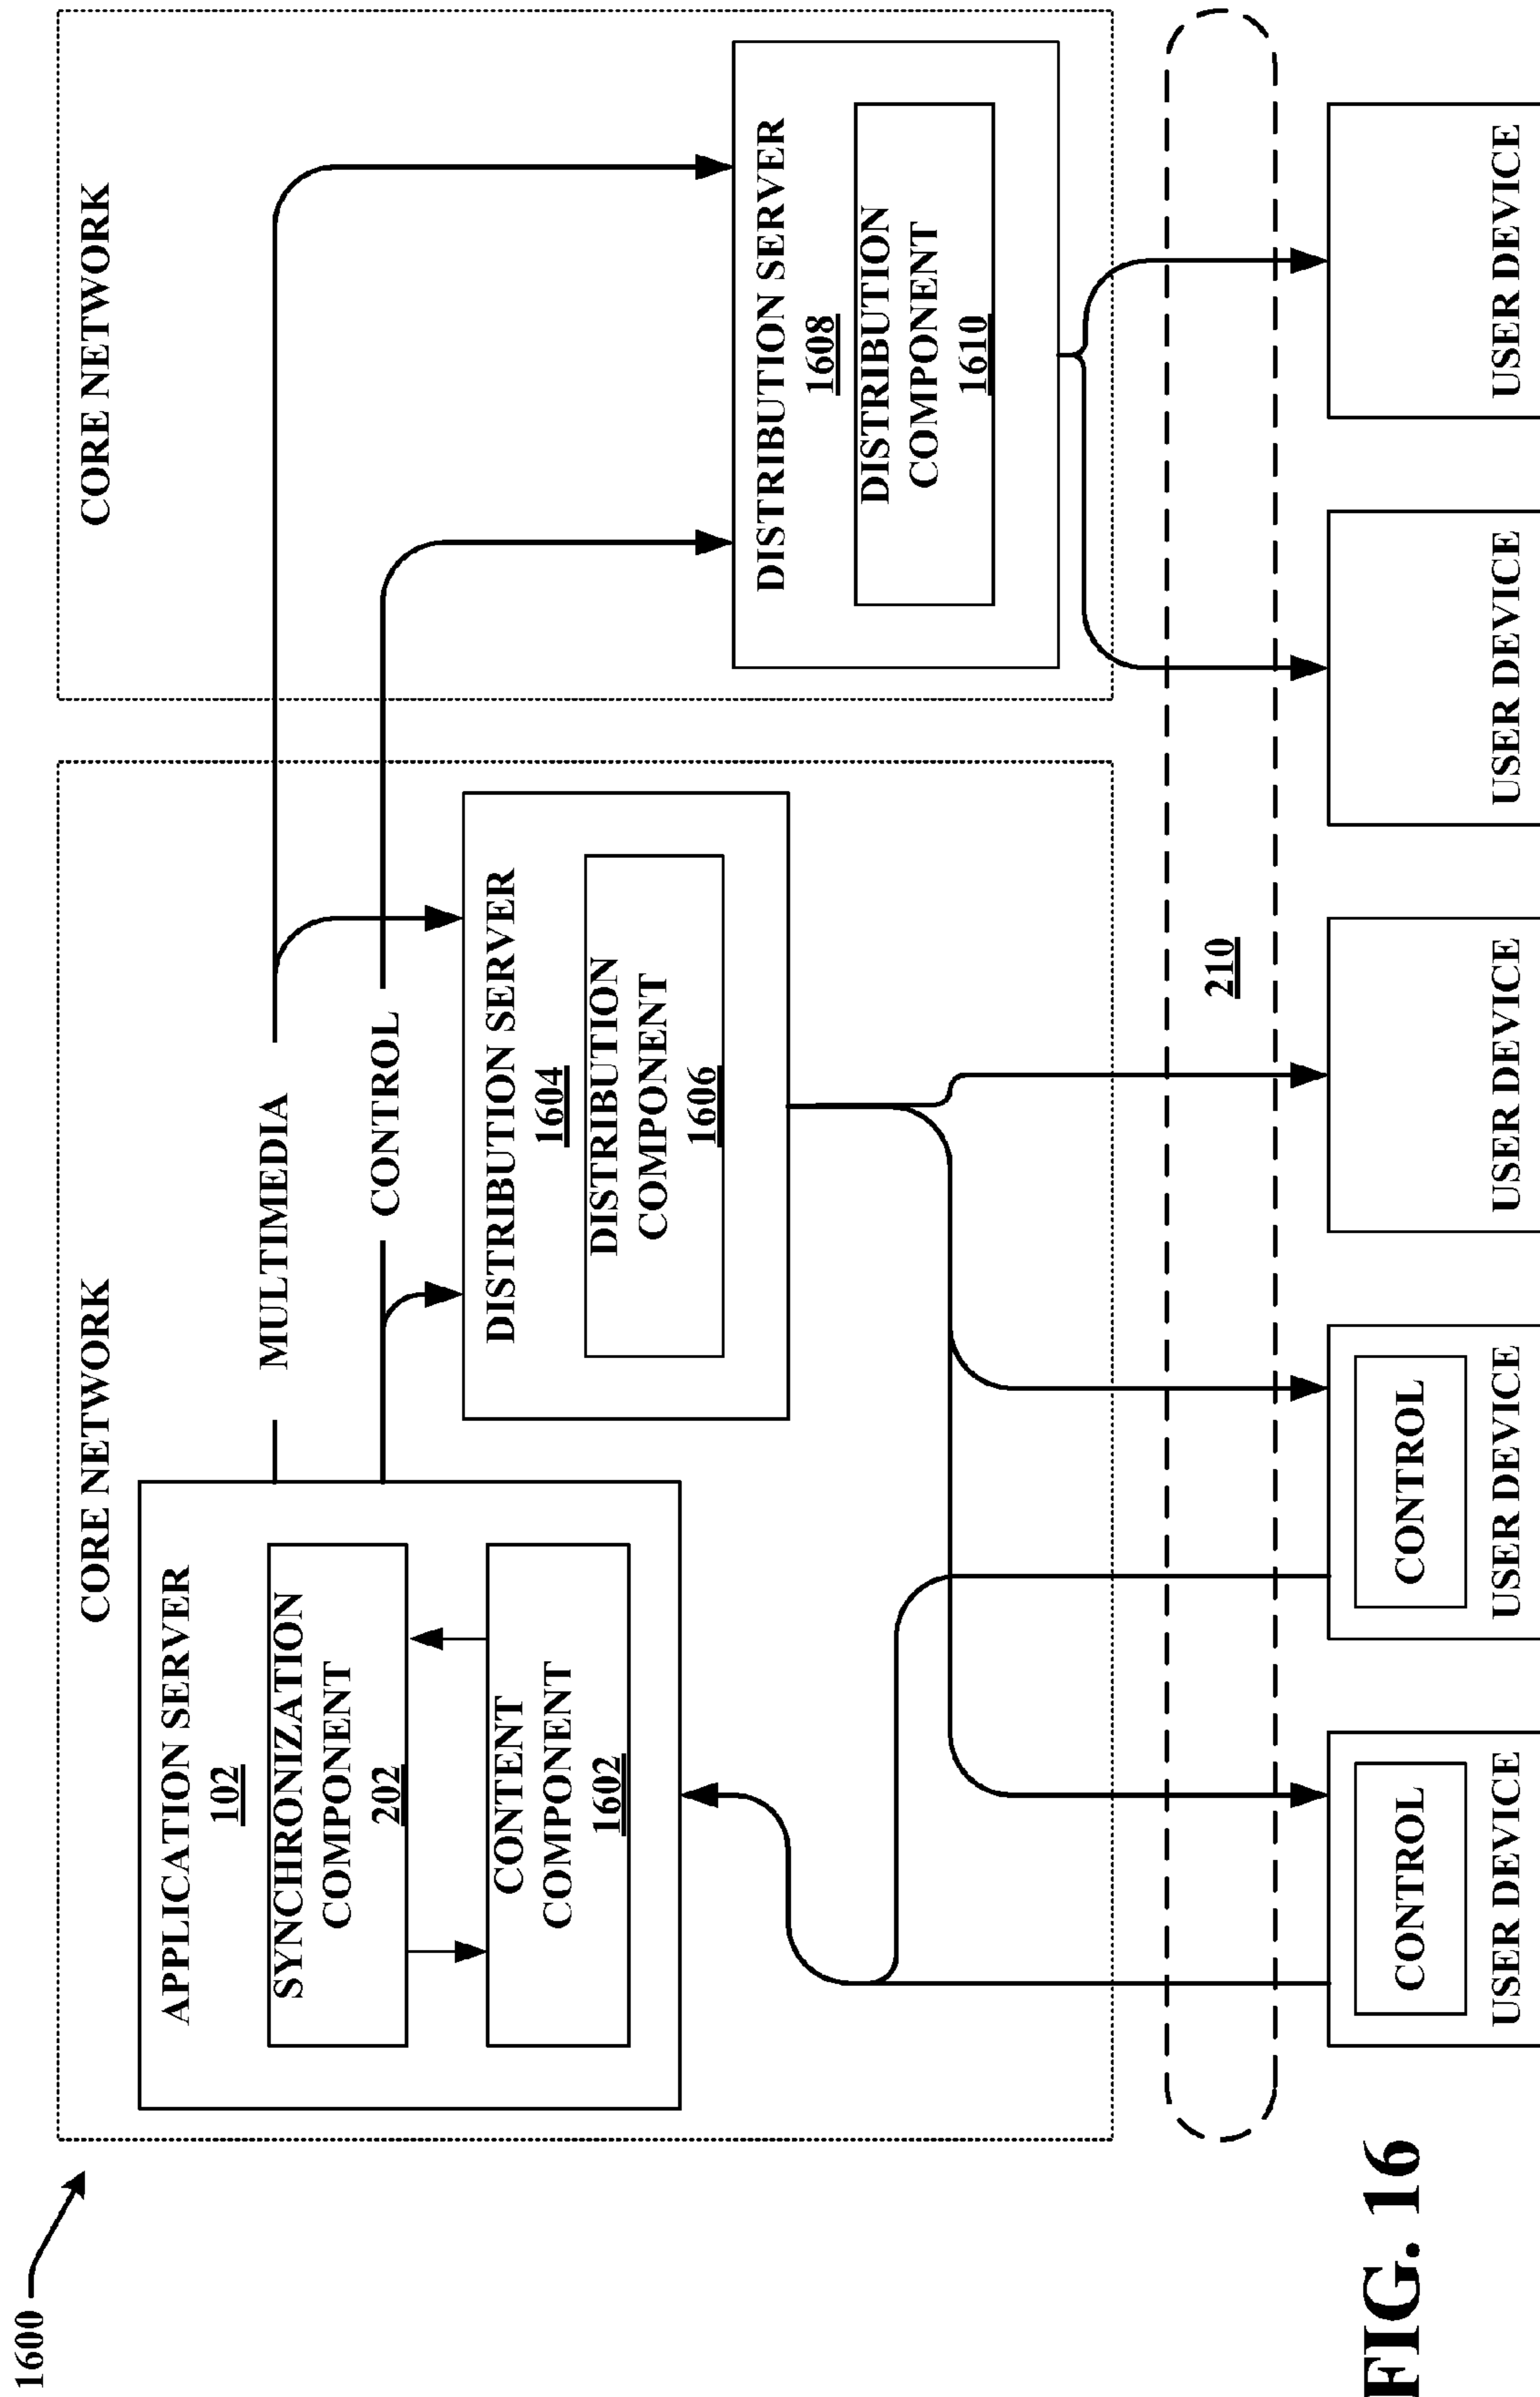 1600
CORE NETWORK
APPLICATION SERVER
102
SYNCHRONIZATION
COMPONENT
202
CONTENT
COMPONENT
1602
MULTIMEDIA
CONTROL
DISTRIBUTION SERVER
1604
DISTRIBUTION
COMPONENT
1606
CORE NETWORK
DISTRIBUTION SERVER
1608
DISTRIBUTION
COMPONENT
1610
210
CONTROL
USER DEVICE
CONTROL
USER DEVICE
USER DEVICE
USER DEVICE
USER DEVICE
FIG. 16